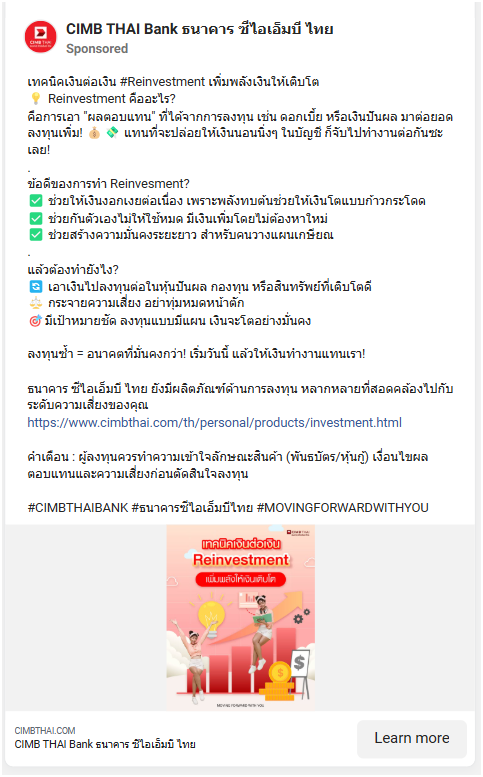 CIMB THAI Bank ธนาคาร ซีไอเอ็มบี ไทย
Sponsored
เทคนิคเงินต่อเงิน #Reinvestment เพิ่มพลังเงินให้เติบโต
💡 Reinvestment คืออะไร?
คือการเอา "ผลตอบแทน" ที่ได้จากการลงทุน เช่น ดอกเบี้ย หรือเงินปันผล มาต่อยอด
ลงทุนเพิ่ม! 💰 💸 แทนที่จะปล่อยให้เงินนอนนิ่งๆ ในบัญชี ก็จับไปทำงานต่อกันซะ
เลย!
.
ข้อดีของการทำ Reinvesment?
✅ ช่วยให้เงินงอกเงยต่อเนื่อง เพราะพลังทบต้นช่วยให้เงินโตแบบก้าวกระโดด
✅ ช่วยกันตัวเองไม่ให้ใช้หมด มีเงินเพิ่มโดยไม่ต้องหาใหม่
✅ ช่วยสร้างความมั่นคงระยะยาว สำหรับคนวางแผนเกษียณ
.
แล้วต้องทำยังไง?
🔄 เอาเงินไปลงทุนต่อในหุ้นปันผล กองทุน หรือสินทรัพย์ที่เติบโตดี
⚖️ กระจายความเสี่ยง อย่าทุ่มหมดหน้าตัก
🎯 มีเป้าหมายชัด ลงทุนแบบมีแผน เงินจะโตอย่างมั่นคง
ลงทุนซ้ำ = อนาคตที่มั่นคงกว่า! เริ่มวันนี้ แล้วให้เงินทำงานแทนเรา!
ธนาคาร ซีไอเอ็มบี ไทย ยังมีผลิตภัณฑ์ด้านการลงทุน หลากหลายที่สอดคล้องไปกับ
ระดับความเสี่ยงของคุณ
https://www.cimbthai.com/th/personal/products/investment.html
คำเตือน : ผู้ลงทุนควรทำความเข้าใจลักษณะสินค้า (พันธบัตร/หุ้นกู้) เงื่อนไขผล
ตอบแทนและความเสี่ยงก่อนตัดสินใจลงทุน
#CIMBTHAIBANK #ธนาคารซีไอเอ็มบีไทย #MOVINGFORWARDWITHYOU
CIMB THAI
เทคนิคเงินต่อเงิน
Reinvestment
เพิ่มพลังให้เงินเติบโต
MOVING FORWARD WITH YOU
CIMBTHAI.COM
CIMB THAI Bank ธนาคาร ซีไอเอ็มบี ไทย
Learn more